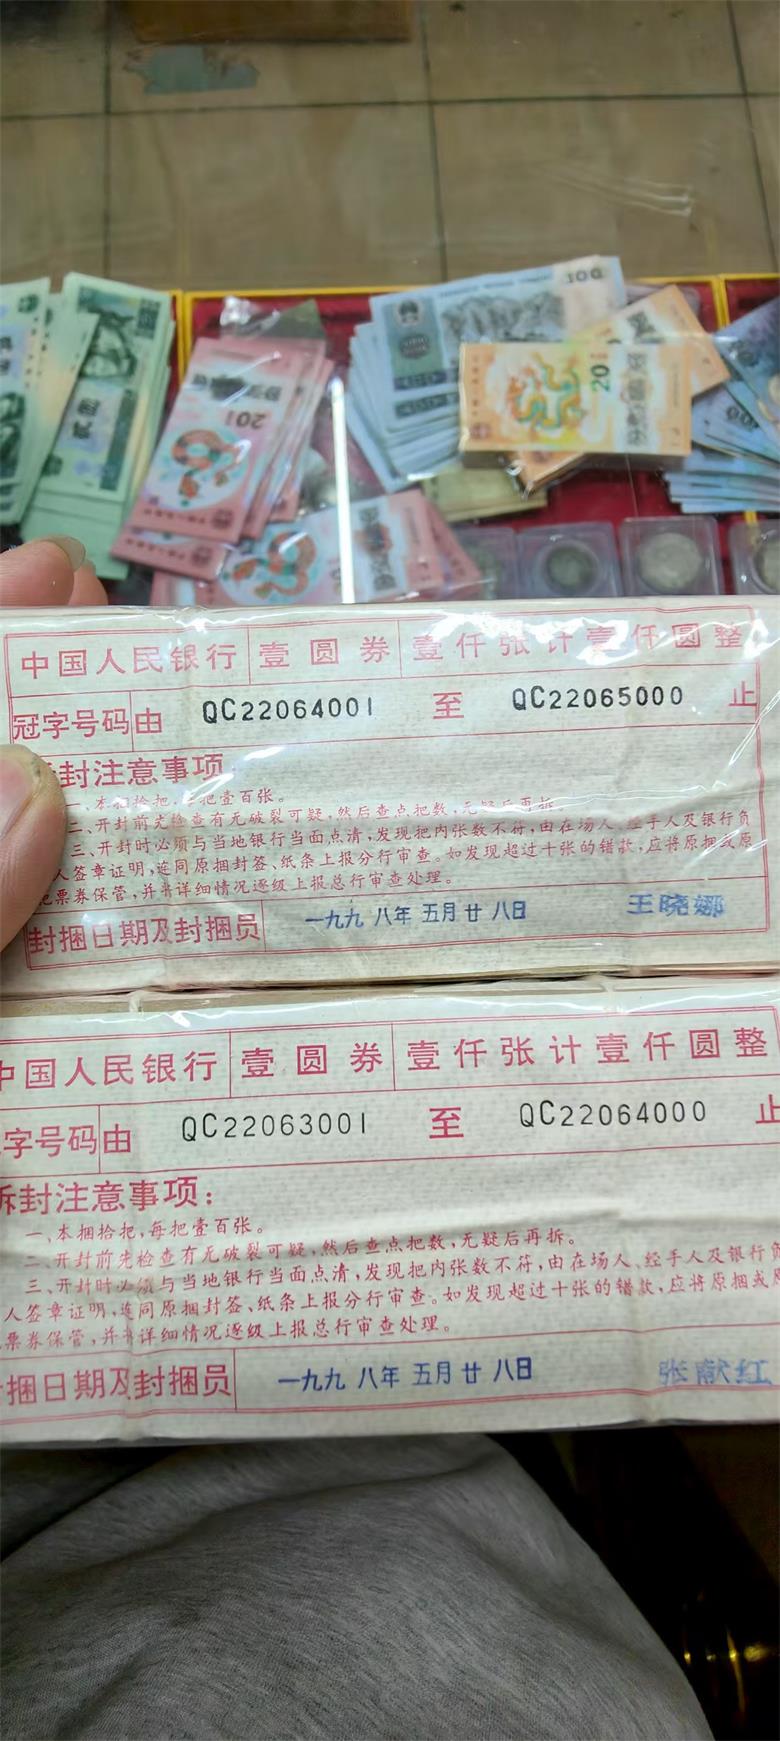 100
20
201
中国人民银行 壹圆券 壹仟张计壹仟圆整
冠字号码 由 QC22064001 至 QC22065000 止
封注意事项:
一、本捆拾把,每把壹百张。
二、开封前先检查有无破裂可疑,然后查点把数,无疑后再拆。
三、开封时必须与当地银行当面点清,发现把内张数不符,由在场人、经手人及银行负
人签章证明,连同原捆封签、纸条上报分行审查。如发现超过十张的错款,应将原捆或原
把票券保管,并将详细情况逐级上报总行审查处理。
封捆日期及封捆员 一九九八年五月廿八日 王晓娜
中国人民银行 壹圆券 壹仟张计壹仟圆整
字号码 由 QC22063001 至 QC22064000 止
拆封注意事项:
一、本捆拾把,每把壹百张。
二、开封前先检查有无破裂可疑,然后查点把数,无疑后再拆。
三、开封时必须与当地银行当面点清,发现把内张数不符,由在场人、经手人及银行负
人签章证明,连同原捆封签、纸条上报分行审查。如发现超过十张的错款,应将原捆或原
票券保管,并将详细情况逐级上报总行审查处理。
捆日期及封捆员 一九九八年五月廿八日 张献红